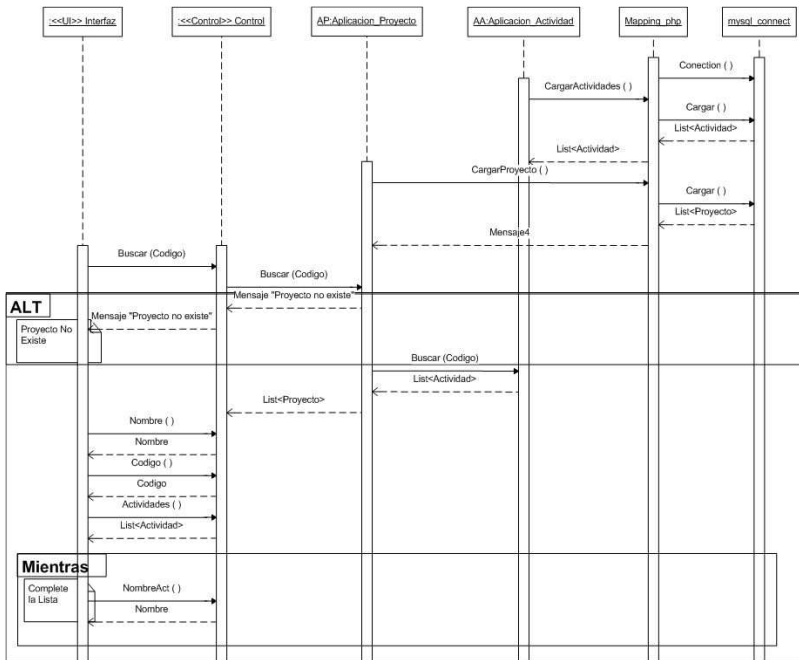 :<<UI>> Interfaz
:<<Control>> Control
AP:Aplicacion_Proyecto
AA:Aplicacion_Actividad
Mapping_php
mysql_connect
Conection ( )
CargarActividades ( )
Cargar ( )
List<Actividad>
List<Actividad>
CargarProyecto ( )
Cargar ( )
List<Proyecto>
Mensaje4
Buscar (Codigo)
Buscar (Codigo)
Mensaje "Proyecto no existe"
ALT
Mensaje "Proyecto no existe"
Proyecto No
Existe
Buscar (Codigo)
List<Actividad>
List<Proyecto>
Nombre ( )
Nombre
Codigo ( )
Codigo
Actividades ( )
List<Actividad>
Mientras
Complete
la Lista
NombreAct ( )
Nombre